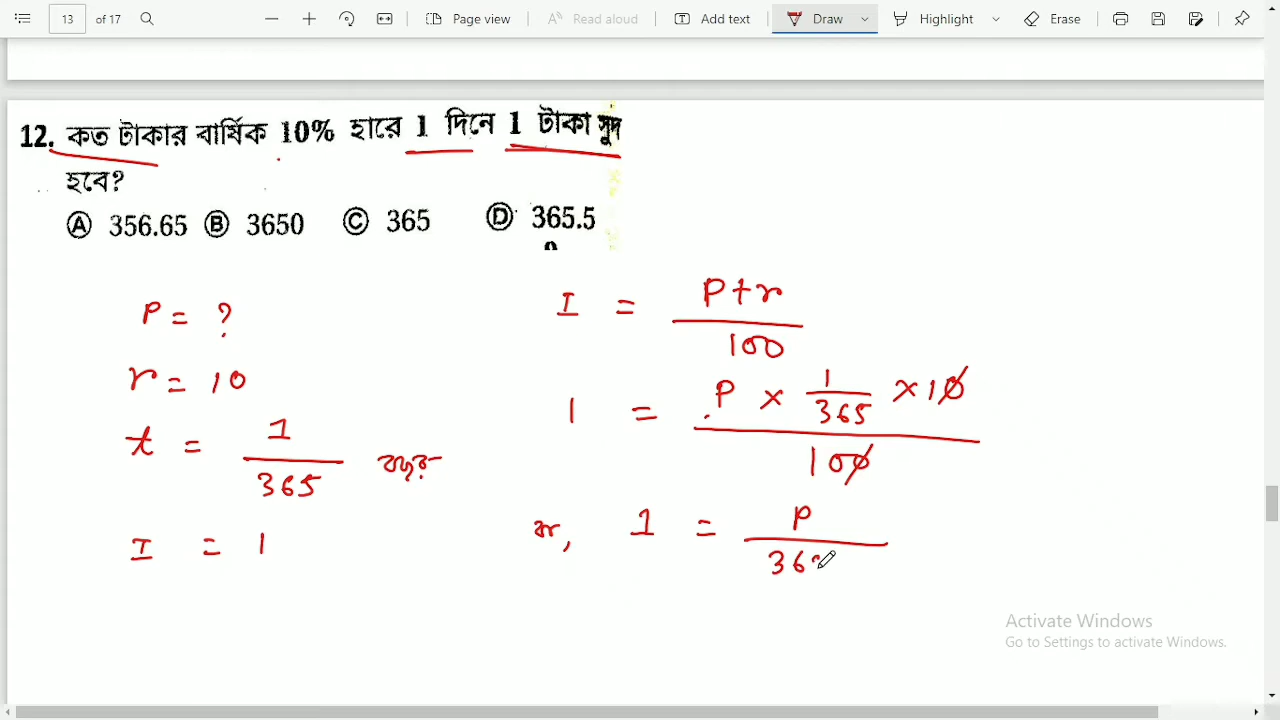 13 of 17 Page view Read aloud Add text Draw Highlight Erase
12. কত টাকার বার্ষিক 10% হারে 1 দিনে 1 টাকা সুদ
হবে?
Ⓐ 356.65 Ⓑ 3650 Ⓒ 365 Ⓓ 365.5
P = ?
r = 10
t = 1/365 বছর
I = 1
I = Ptr/100
1 = P × 1/365 × 10/100
or, 1 = P/36
Activate Windows
Go to Settings to activate Windows.